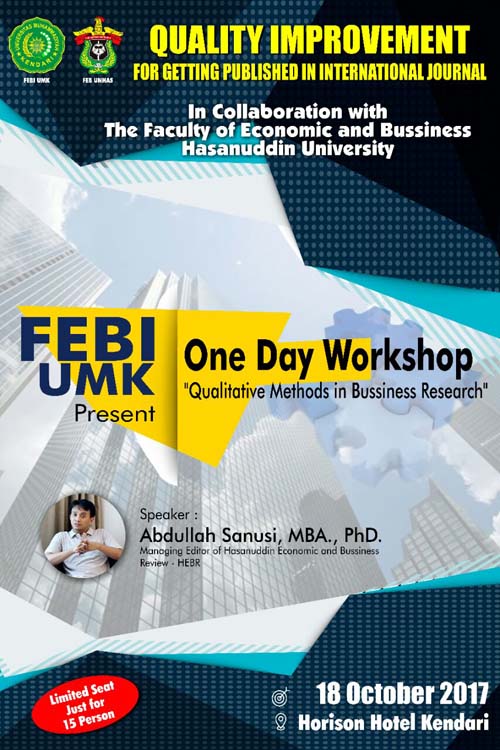 UNIVERSITAS MUHAMMADIYAH
KENDARI
FEBI UMK
FEB UNHAS
QUALITY IMPROVEMENT
FOR GETTING PUBLISHED IN INTERNATIONAL JOURNAL
In Collaboration with
The Faculty of Economic and Bussiness
Hasanuddin University
FEBI
UMK
Present
One Day Workshop
"Qualitative Methods in Bussiness Research"
Speaker :
Abdullah Sanusi, MBA., PhD.
Managing Editor of Hasanuddin Economic and Bussiness
Review - HEBR
Limited Seat
Just for
15 Person
18 October 2017
Horison Hotel Kendari